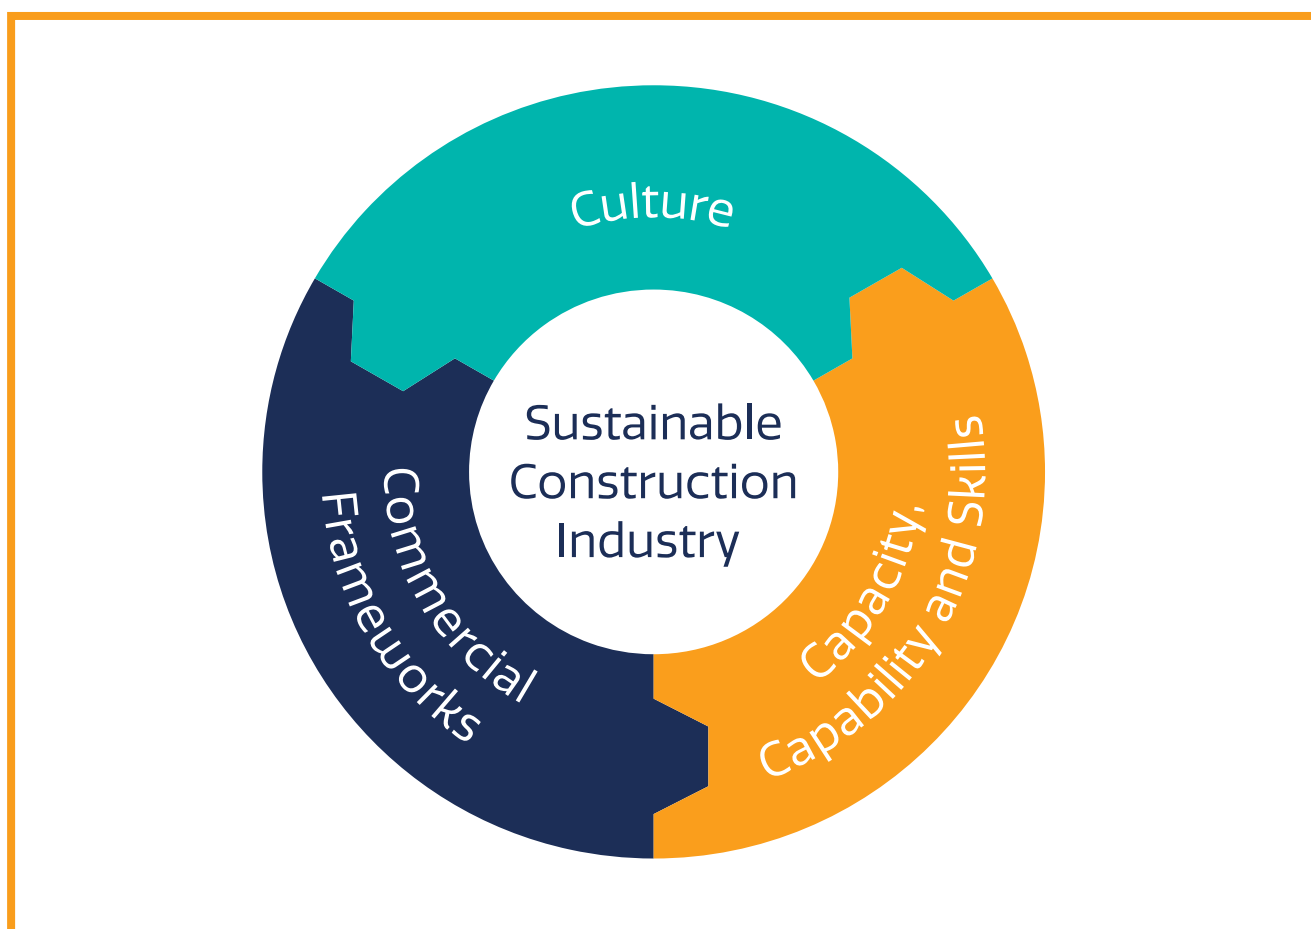 Culture
Sustainable
Construction
Industry
Commercial
Frameworks
Capacity,
Capability and Skills